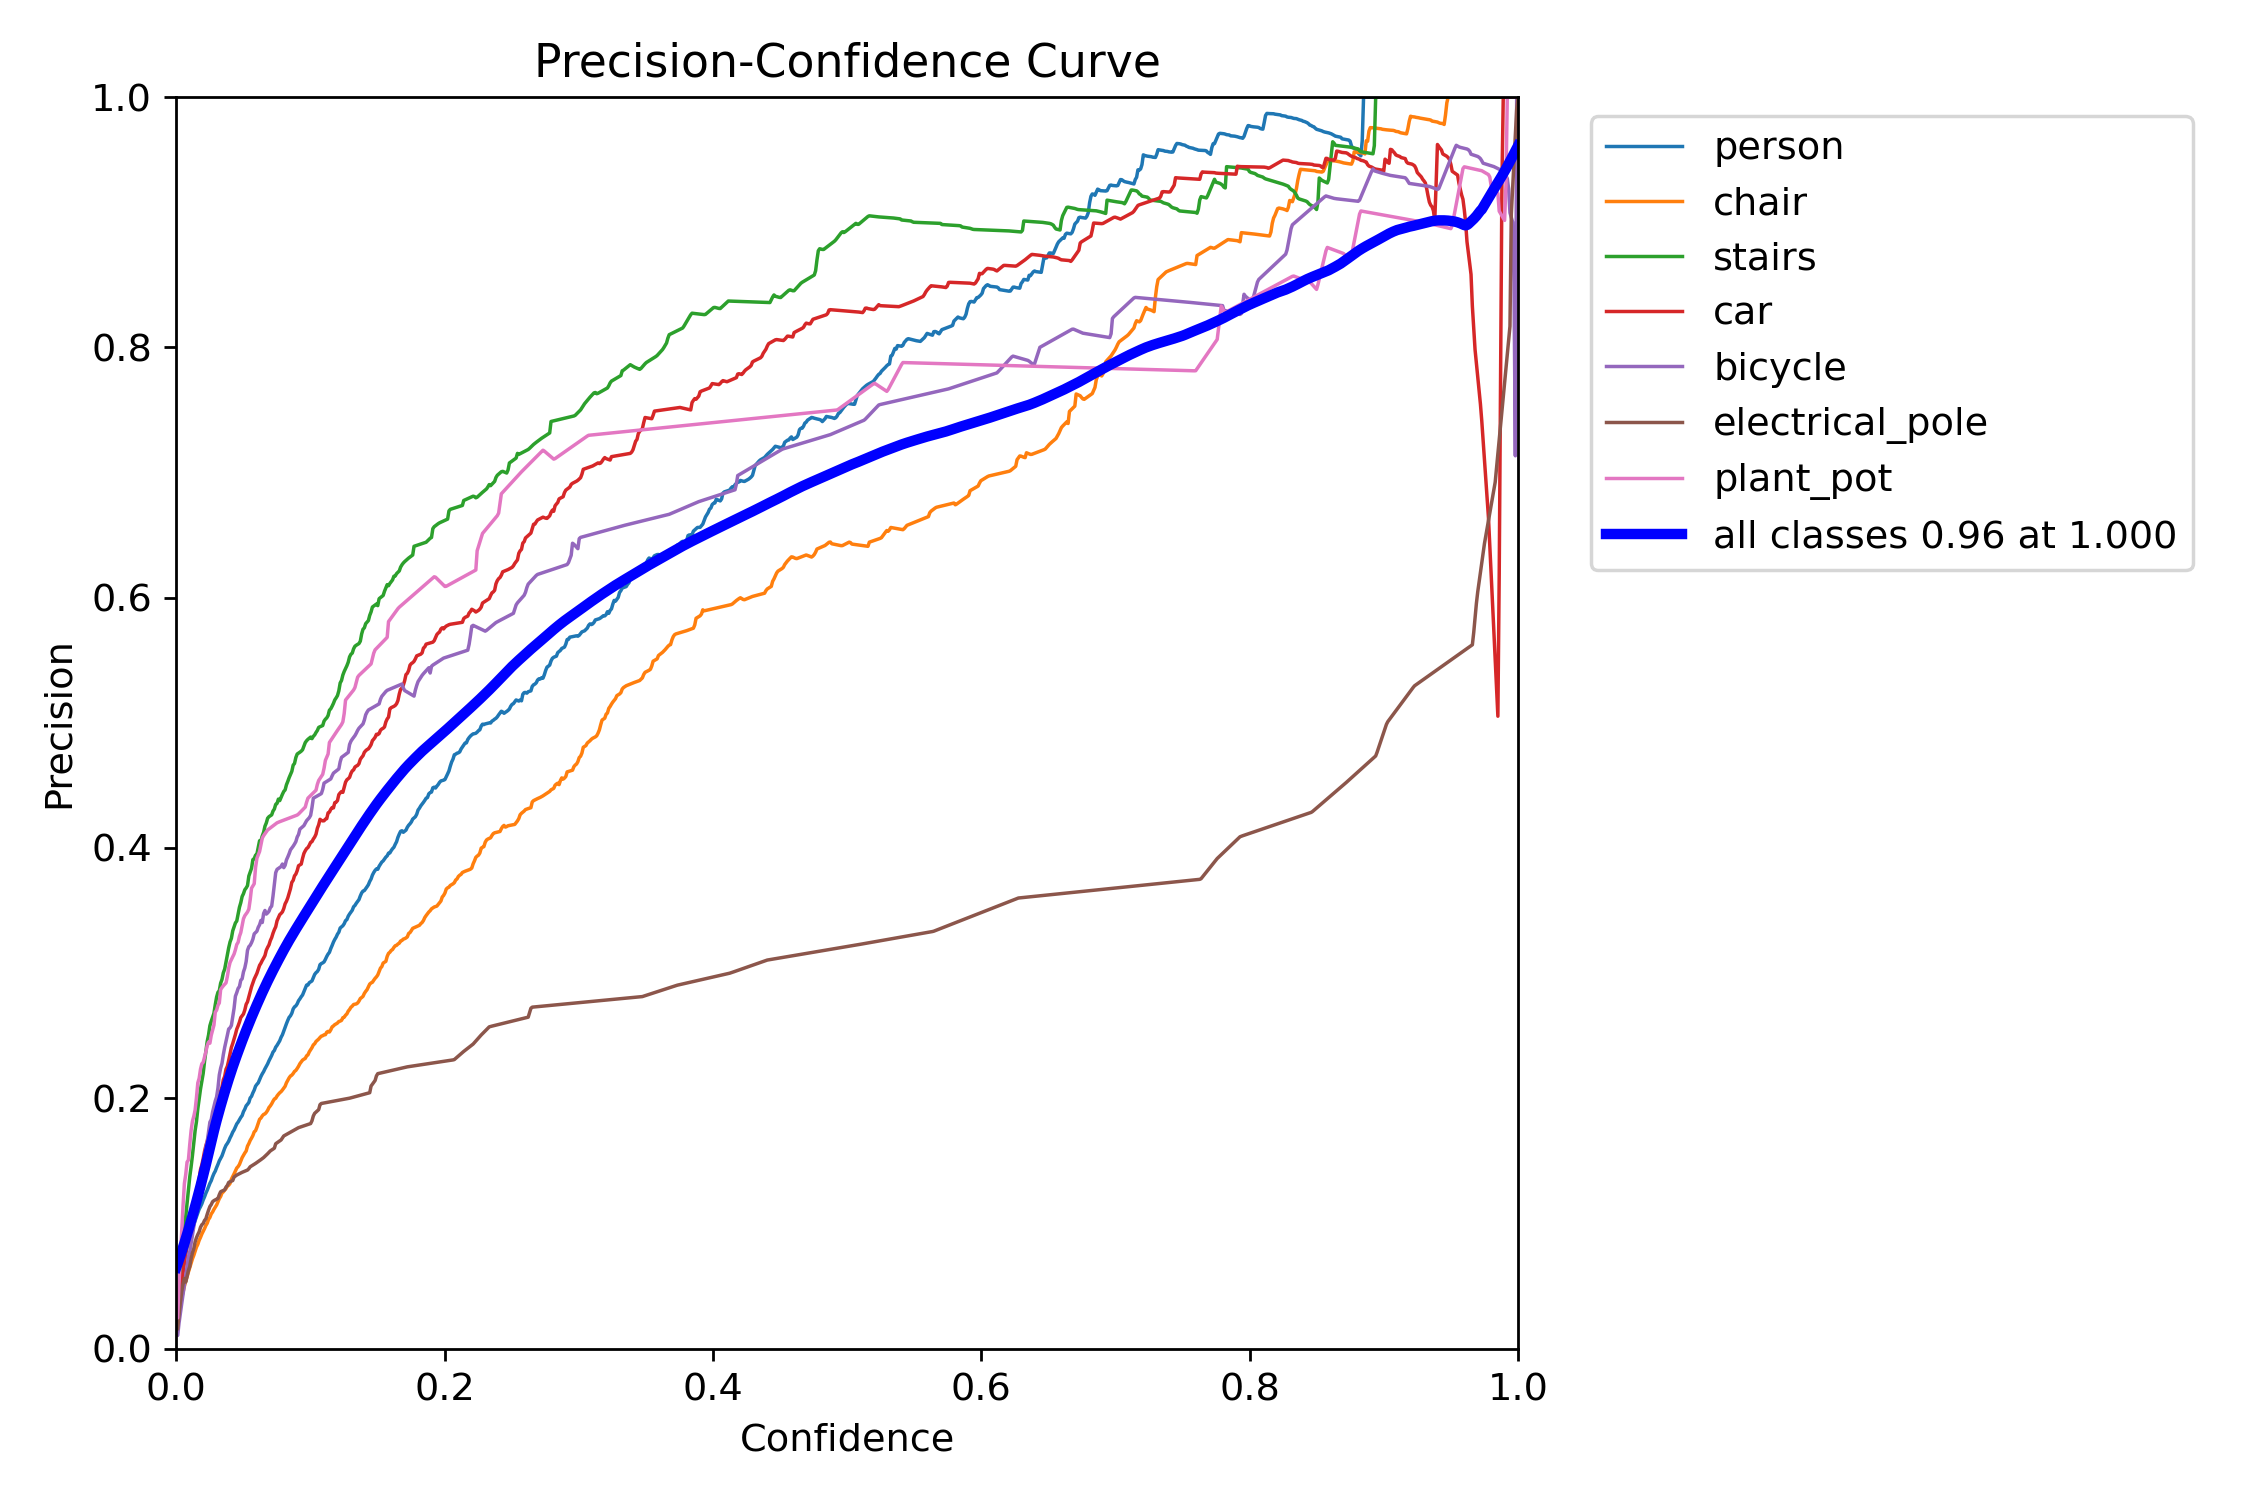 Precision-Confidence Curve
1.0
0.8
0.6
0.4
0.2
0.0
Precision
0.0 0.2 0.4 0.6 0.8 1.0
Confidence
person
chair
stairs
car
bicycle
electrical_pole
plant_pot
all classes 0.96 at 1.000